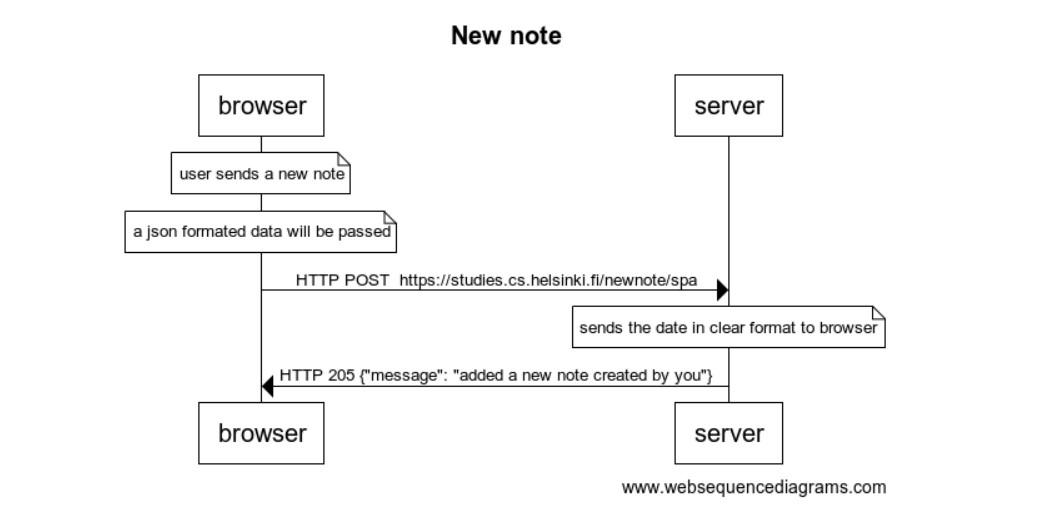 New note
browser server
user sends a new note
a json formated data will be passed
HTTP POST  https://studies.cs.helsinki.fi/newnote/spa
sends the date in clear format to browser
HTTP 205 {"message": "added a new note created by you"}
browser server
www.websequencediagrams.com